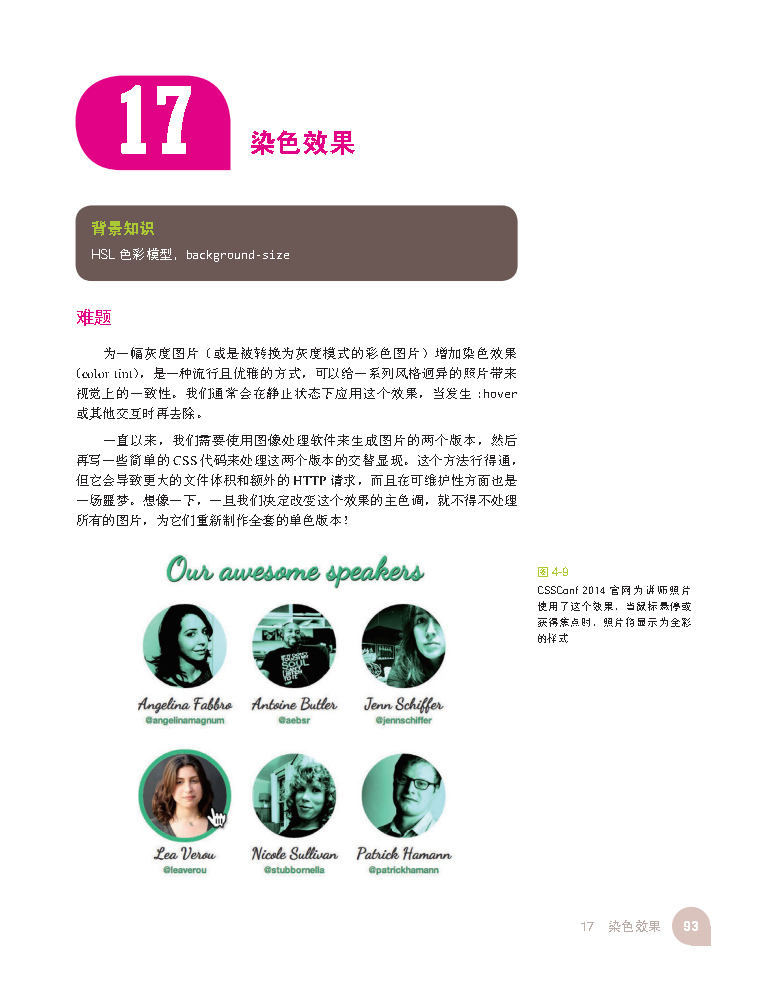 17
染色效果
背景知识
HSL 色彩模型，background-size
难题
为一幅灰度图片（或是被转换为灰度模式的彩色图片）增加染色效果
(color tint)，是一种流行且优雅的方式，可以给一系列风格迥异的照片带来
视觉上的一致性。我们通常会在静止状态下应用这个效果，当发生 :hover
或其他交互时再去除。
一直以来，我们需要使用图像处理软件来生成图片的两个版本，然后
再写一些简单的 CSS 代码来处理这两个版本的交替显现。这个方法行得通，
但它会导致更大的文件体积和额外的 HTTP 请求，而且在可维护性方面也是
一场噩梦。想像一下，一旦我们决定改变这个效果的主色调，就不得不处理
所有的图片，为它们重新制作全套的单色版本！
Our awesome speakers
Angelina Fabbro
@angelinamagnum
Antoine Butler
@aebsr
Jenn Schiffer
@jennschiffer
Lea Verou
@leaverou
Nicole Sullivan
@stubbornella
Patrick Hamann
@patrickhamann
图 4-9
CSSConf 2014 官网为讲师照片
使用了这个效果。当鼠标悬停或
获得焦点时，照片将显示为全彩
的样式
17 染色效果 93